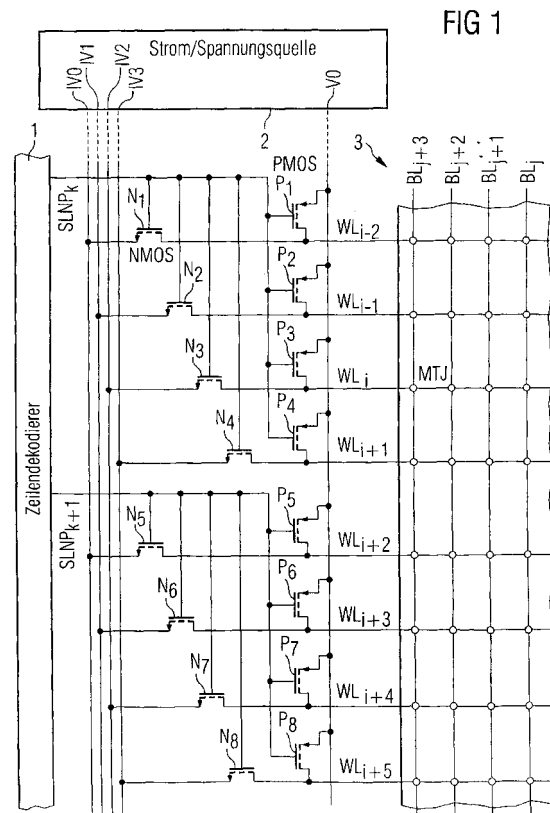 FIG 1
Strom/Spannungsquelle
IV0
IV1
IV2
IV3
V0
1
2
3
PMOS
BLj+3
BLj+2
BLj+1
BLj
Zeilendekodierer
SLNPk
N1
NMOS
P1
WLi-2
N2
P2
WLi-1
N3
P3
WLi
MTJ
N4
P4
WLi+1
SLNPk+1
N5
P5
WLi+2
N6
P6
WLi+3
N7
P7
WLi+4
N8
P8
WLi+5